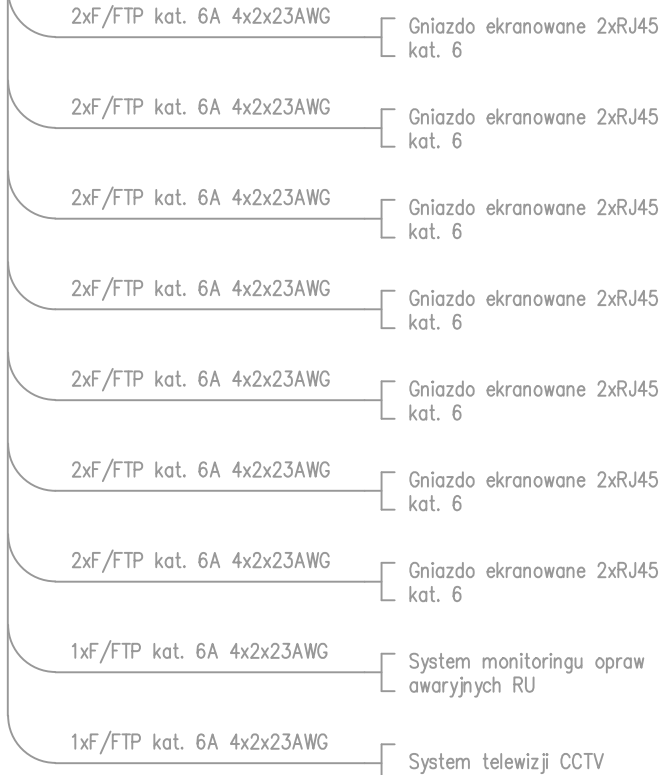 2xF/FTP kat. 6A 4x2x23AWG
Gniazdo ekranowane 2xRJ45
kat. 6
2xF/FTP kat. 6A 4x2x23AWG
Gniazdo ekranowane 2xRJ45
kat. 6
2xF/FTP kat. 6A 4x2x23AWG
Gniazdo ekranowane 2xRJ45
kat. 6
2xF/FTP kat. 6A 4x2x23AWG
Gniazdo ekranowane 2xRJ45
kat. 6
2xF/FTP kat. 6A 4x2x23AWG
Gniazdo ekranowane 2xRJ45
kat. 6
2xF/FTP kat. 6A 4x2x23AWG
Gniazdo ekranowane 2xRJ45
kat. 6
2xF/FTP kat. 6A 4x2x23AWG
Gniazdo ekranowane 2xRJ45
kat. 6
1xF/FTP kat. 6A 4x2x23AWG
System monitoringu opraw
awaryjnych RU
1xF/FTP kat. 6A 4x2x23AWG
System telewizji CCTV